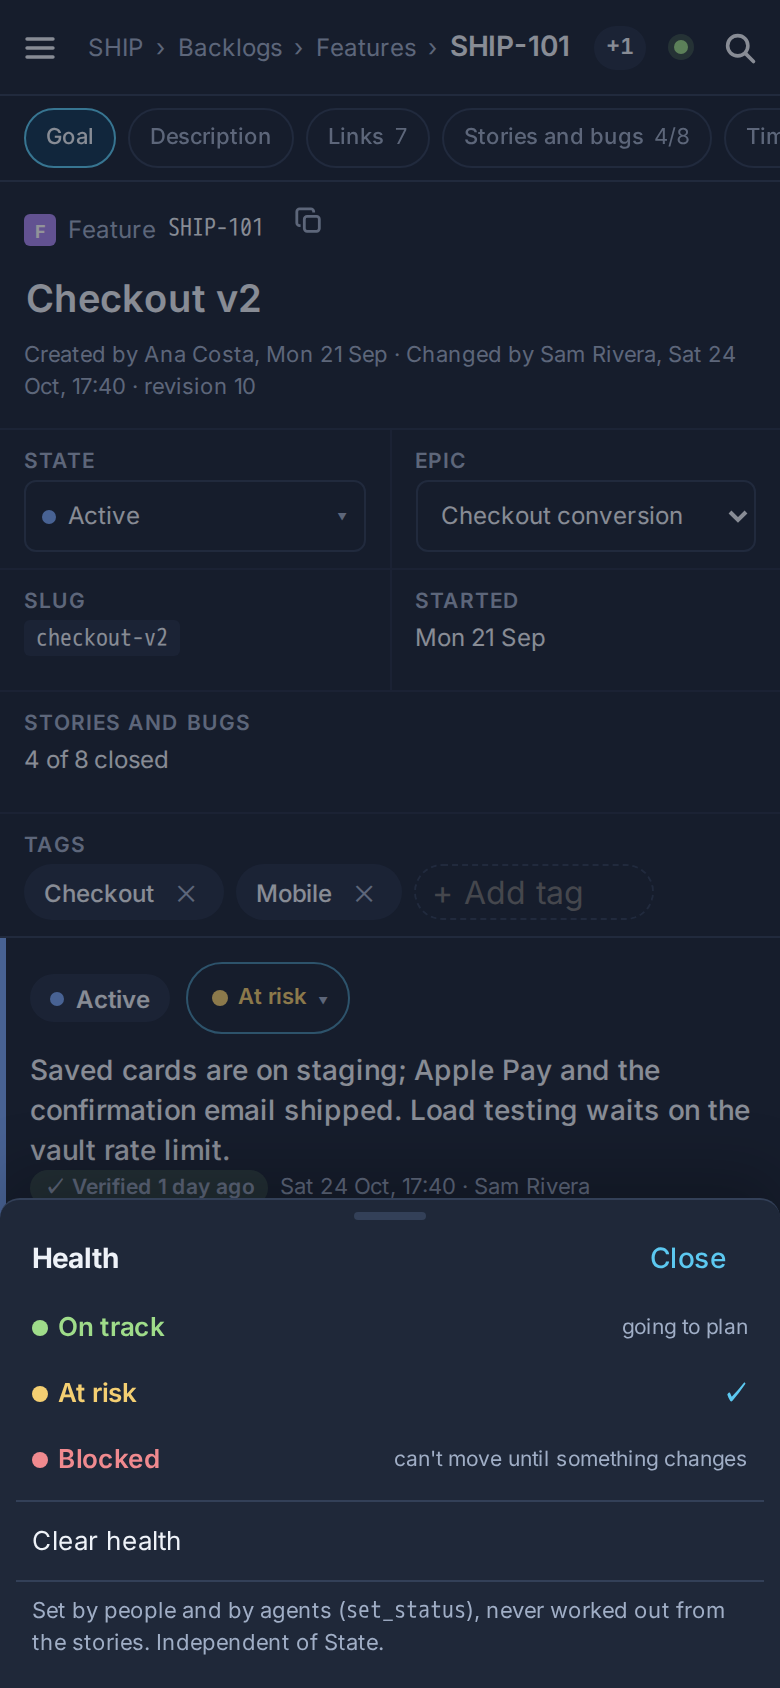 SHIP › Backlogs › Features › SHIP-101 +1
Goal Description Links 7 Stories and bugs 4/8 Tim
F Feature SHIP-101
Checkout v2
Created by Ana Costa, Mon 21 Sep · Changed by Sam Rivera, Sat 24
Oct, 17:40 · revision 10
STATE EPIC
Active Checkout conversion
SLUG STARTED
checkout-v2 Mon 21 Sep
STORIES AND BUGS
4 of 8 closed
TAGS
Checkout × Mobile × + Add tag
Active At risk
Saved cards are on staging; Apple Pay and the
confirmation email shipped. Load testing waits on the
vault rate limit.
✓ Verified 1 day ago Sat 24 Oct, 17:40 · Sam Rivera
Health Close
On track going to plan
At risk ✓
Blocked can't move until something changes
Clear health
Set by people and by agents (set_status), never worked out from
the stories. Independent of State.